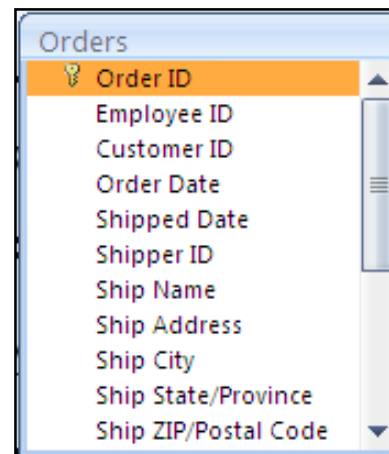 Orders
Order ID
Employee ID
Customer ID
Order Date
Shipped Date
Shipper ID
Ship Name
Ship Address
Ship City
Ship State/Province
Ship ZIP/Postal Code